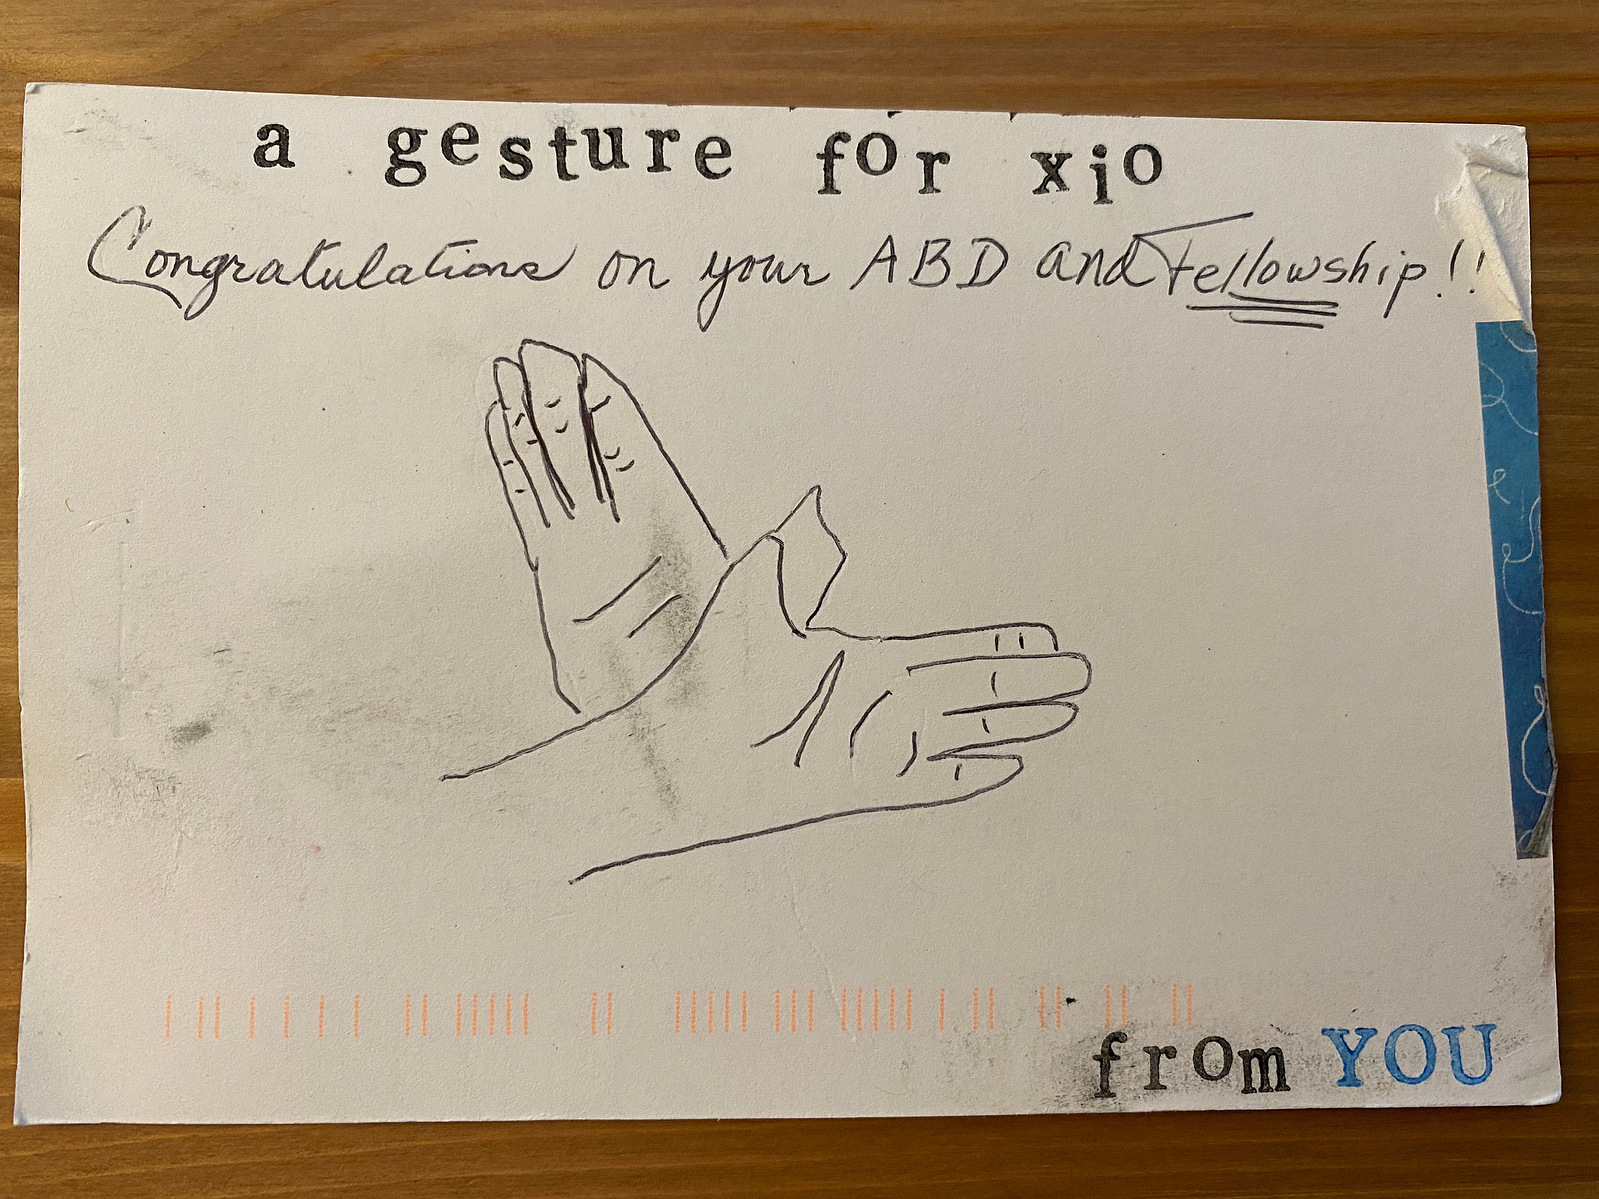 a gesture for xio
Congratulations on your ABD and Fellowship!!
from YOU